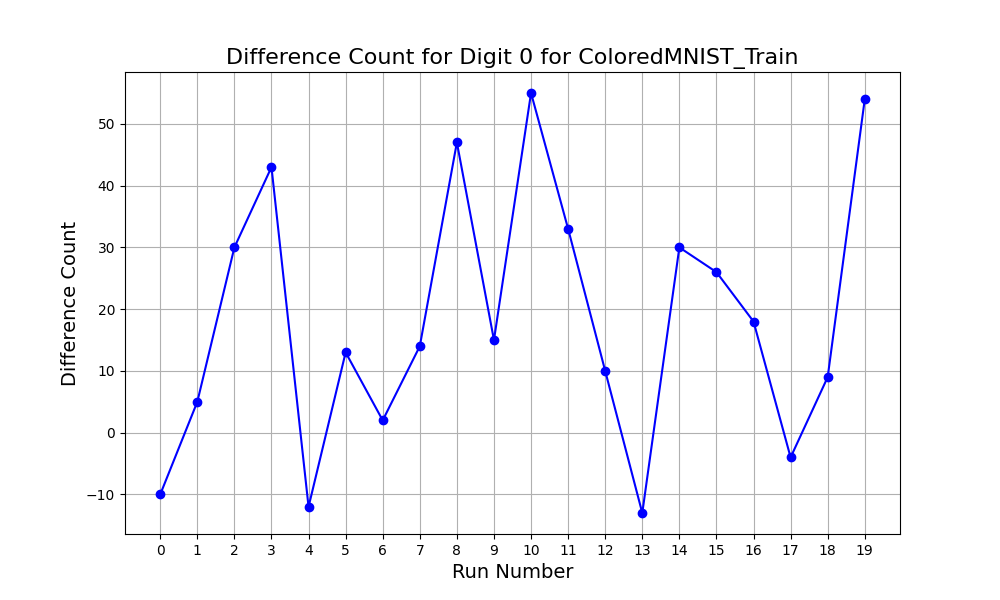 Difference Count for Digit 0 for ColoredMNIST_Train
Difference Count
50
40
30
20
10
0
−10
0 1 2 3 4 5 6 7 8 9 10 11 12 13 14 15 16 17 18 19
Run Number